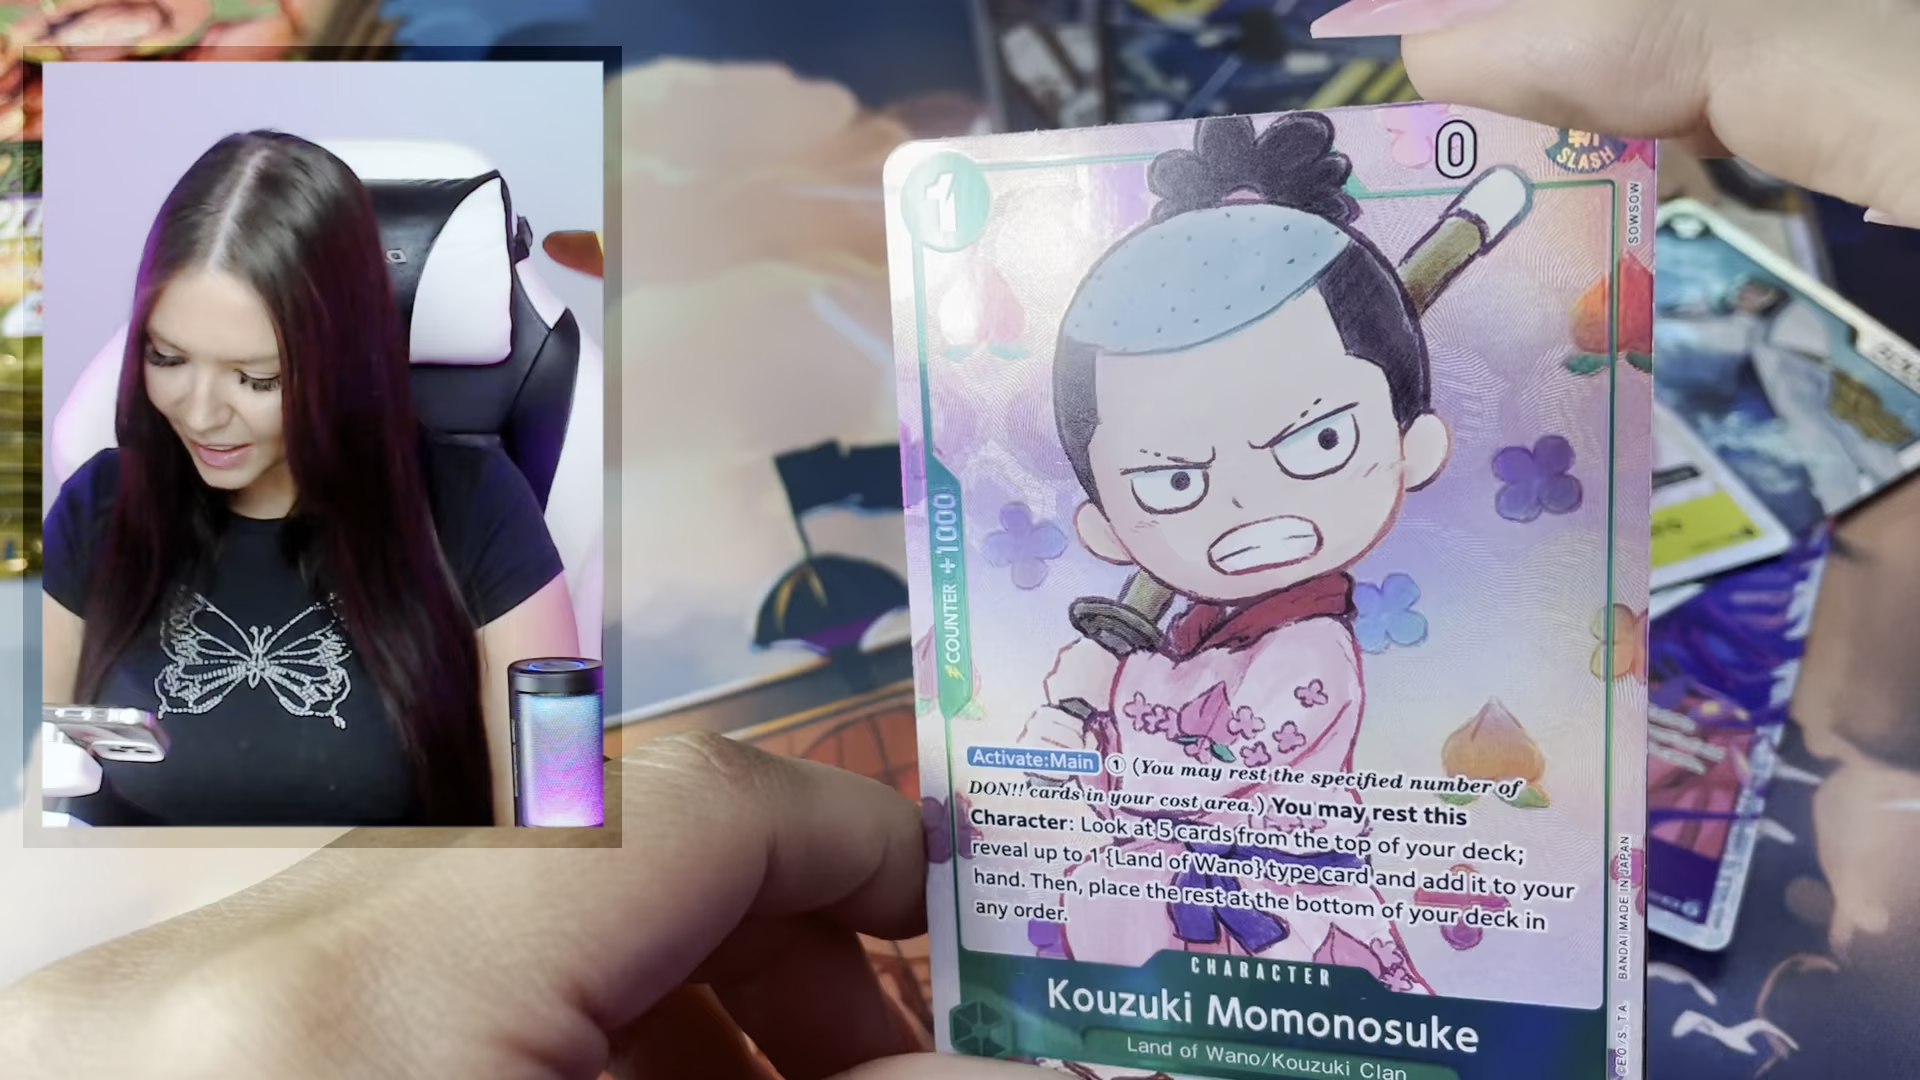 1
0
斬
SLASH
SOWSOW
COUNTER +1000
Activate:Main ① (You may rest the specified number of
DON!! cards in your cost area.) You may rest this
Character: Look at 5 cards from the top of your deck;
reveal up to 1 {Land of Wano} type card and add it to your
hand. Then, place the rest at the bottom of your deck in
any order.
BANDAI MADE IN JAPAN
CHARACTER
Kouzuki Momonosuke
Land of Wano/Kouzuki Clan